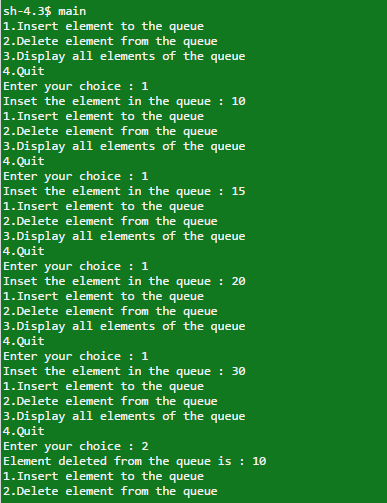 sh-4.3$ main
1.Insert element to the queue
2.Delete element from the queue
3.Display all elements of the queue
4.Quit
Enter your choice : 1
Inset the element in the queue : 10
1.Insert element to the queue
2.Delete element from the queue
3.Display all elements of the queue
4.Quit
Enter your choice : 1
Inset the element in the queue : 15
1.Insert element to the queue
2.Delete element from the queue
3.Display all elements of the queue
4.Quit
Enter your choice : 1
Inset the element in the queue : 20
1.Insert element to the queue
2.Delete element from the queue
3.Display all elements of the queue
4.Quit
Enter your choice : 1
Inset the element in the queue : 30
1.Insert element to the queue
2.Delete element from the queue
3.Display all elements of the queue
4.Quit
Enter your choice : 2
Element deleted from the queue is : 10
1.Insert element to the queue
2.Delete element from the queue